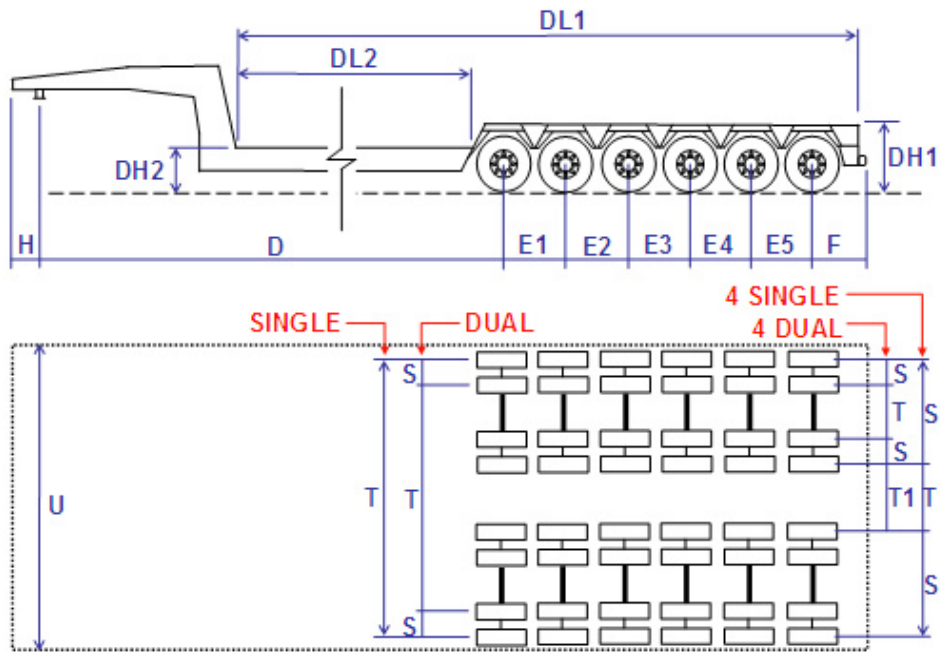 DL1
DL2
DH2
DH1
H D E1 E2 E3 E4 E5 F
4 SINGLE
SINGLE DUAL 4 DUAL
S S
T S
S
U T T T1 T
S
S